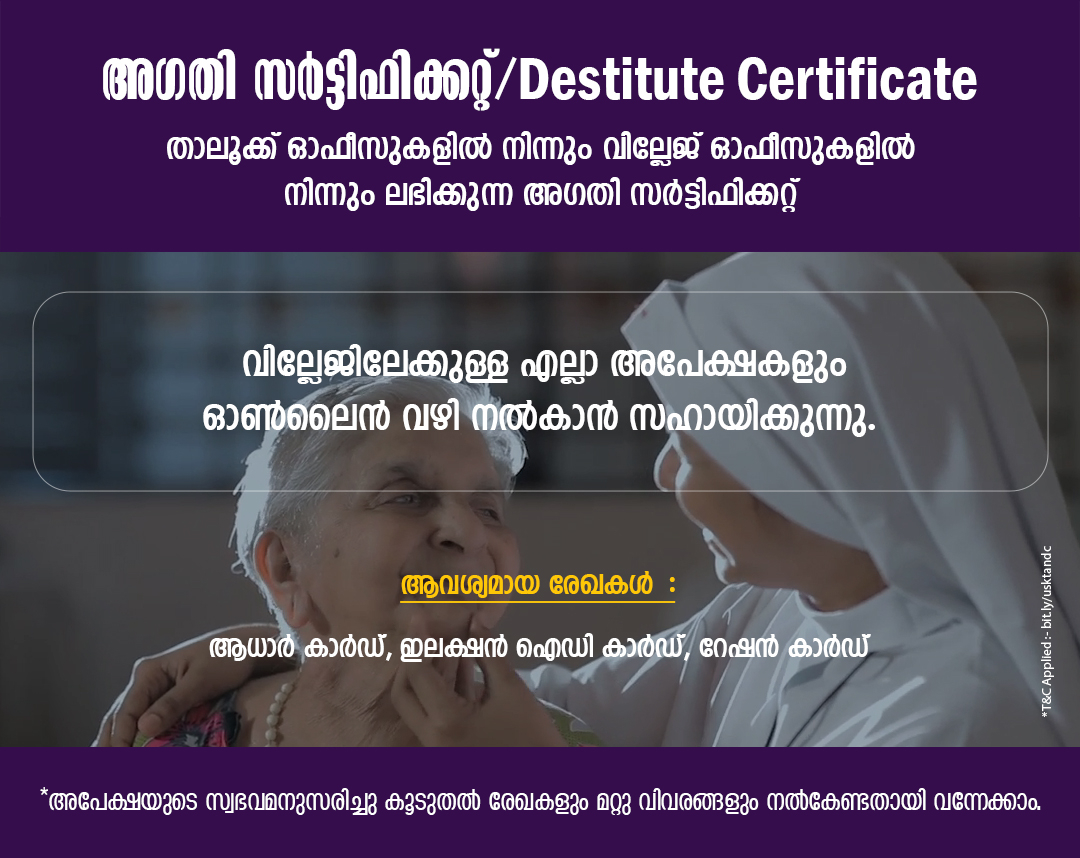 അഗതി സർട്ടിഫിക്കറ്റ്/Destitute Certificate
താലൂക്ക് ഓഫീസുകളിൽ നിന്നും വില്ലേജ് ഓഫീസുകളിൽ
നിന്നും ലഭിക്കുന്ന അഗതി സർട്ടിഫിക്കറ്റ്
വില്ലേജിലേക്കുള്ള എല്ലാ അപേക്ഷകളും
ഓൺലൈൻ വഴി നൽകാൻ സഹായിക്കുന്നു.
ആവശ്യമായ രേഖകൾ :
ആധാർ കാർഡ്, ഇലക്ഷൻ ഐഡി കാർഡ്, റേഷൻ കാർഡ്
*T&C Applied :- bit.ly/usktandc
*അപേക്ഷയുടെ സ്വഭവമനുസരിച്ചു കൂടുതൽ രേഖകളും മറ്റു വിവരങ്ങളും നൽകേണ്ടതായി വന്നേക്കാം.